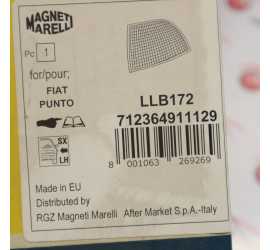 MAGNETI
MARELLI
Pc. 1
for/pour;
FIAT
PUNTO
LLB172
712364911129
SX
LH
8 001063 269269
Made in EU
Distributed by
RGZ Magneti Marelli After Market S.p.A.-Italy